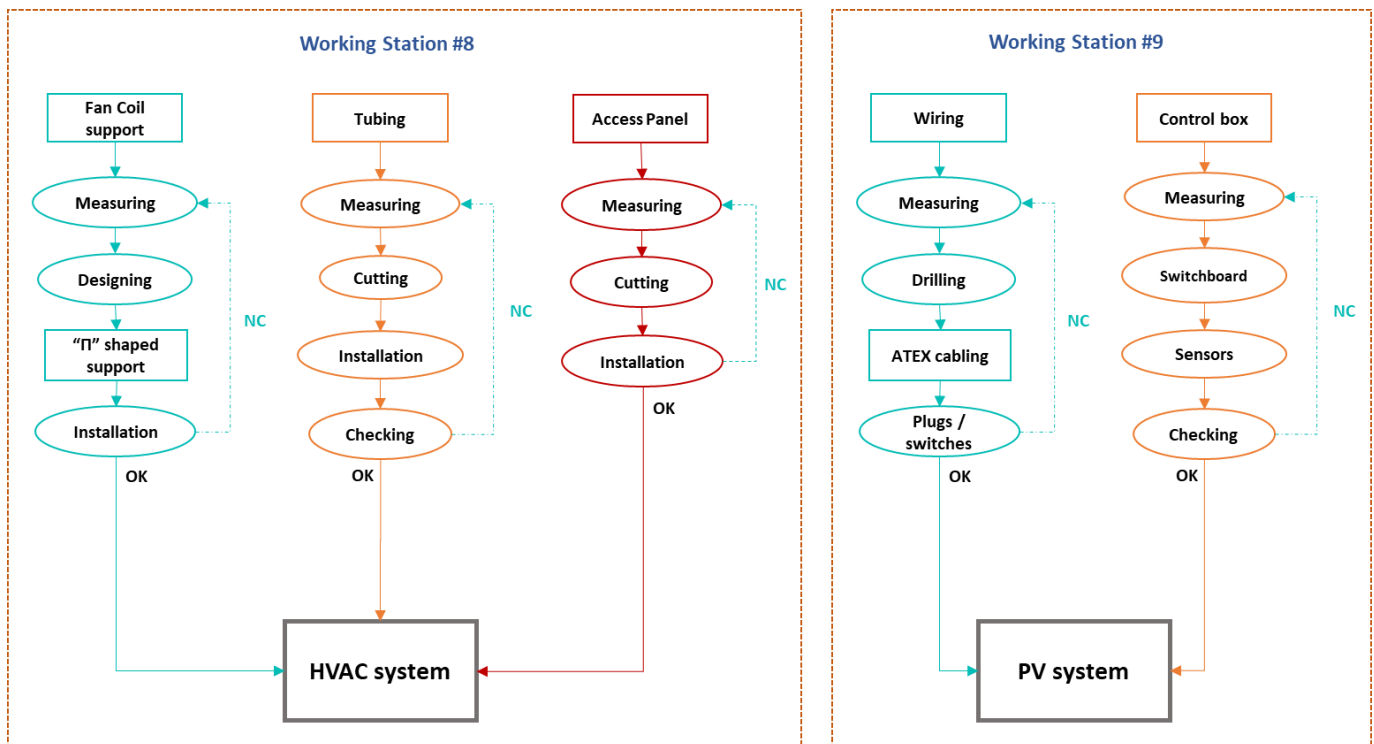 Working Station #8
Fan Coil
support
Measuring
Designing
“Π” shaped
support
Installation
NC
OK
Tubing
Measuring
Cutting
Installation
Checking
NC
OK
Access Panel
Measuring
Cutting
Installation
NC
OK
HVAC system
Working Station #9
Wiring
Measuring
Drilling
ATEX cabling
Plugs /
switches
NC
OK
Control box
Measuring
Switchboard
Sensors
Checking
NC
OK
PV system